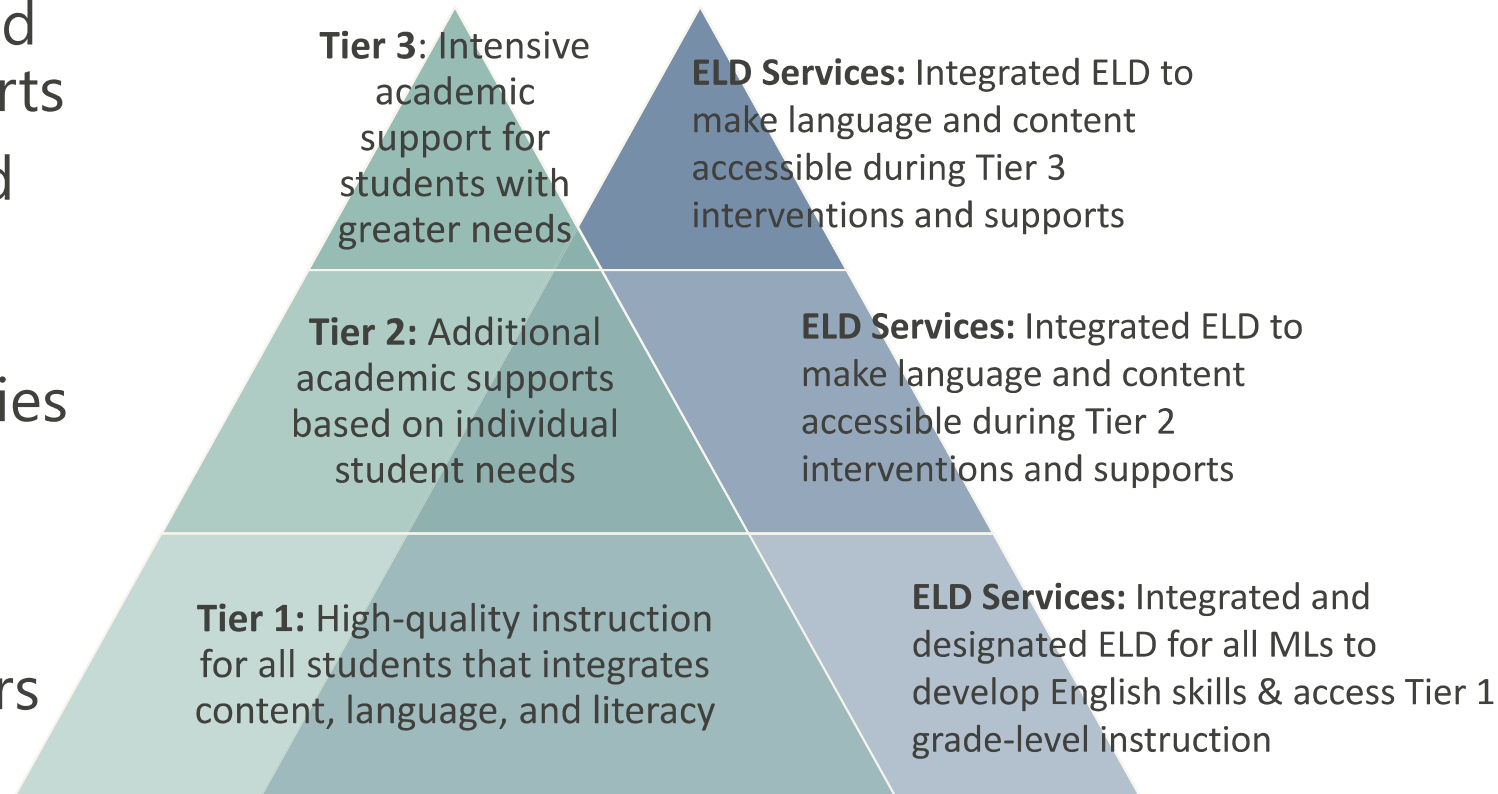 d
rts
d
ies
rs
Tier 3: Intensive
academic
support for
students with
greater needs
ELD Services: Integrated ELD to
make language and content
accessible during Tier 3
interventions and supports
Tier 2: Additional
academic supports
based on individual
student needs
ELD Services: Integrated ELD to
make language and content
accessible during Tier 2
interventions and supports
Tier 1: High-quality instruction
for all students that integrates
content, language, and literacy
ELD Services: Integrated and
designated ELD for all MLs to
develop English skills & access Tier 1
grade-level instruction